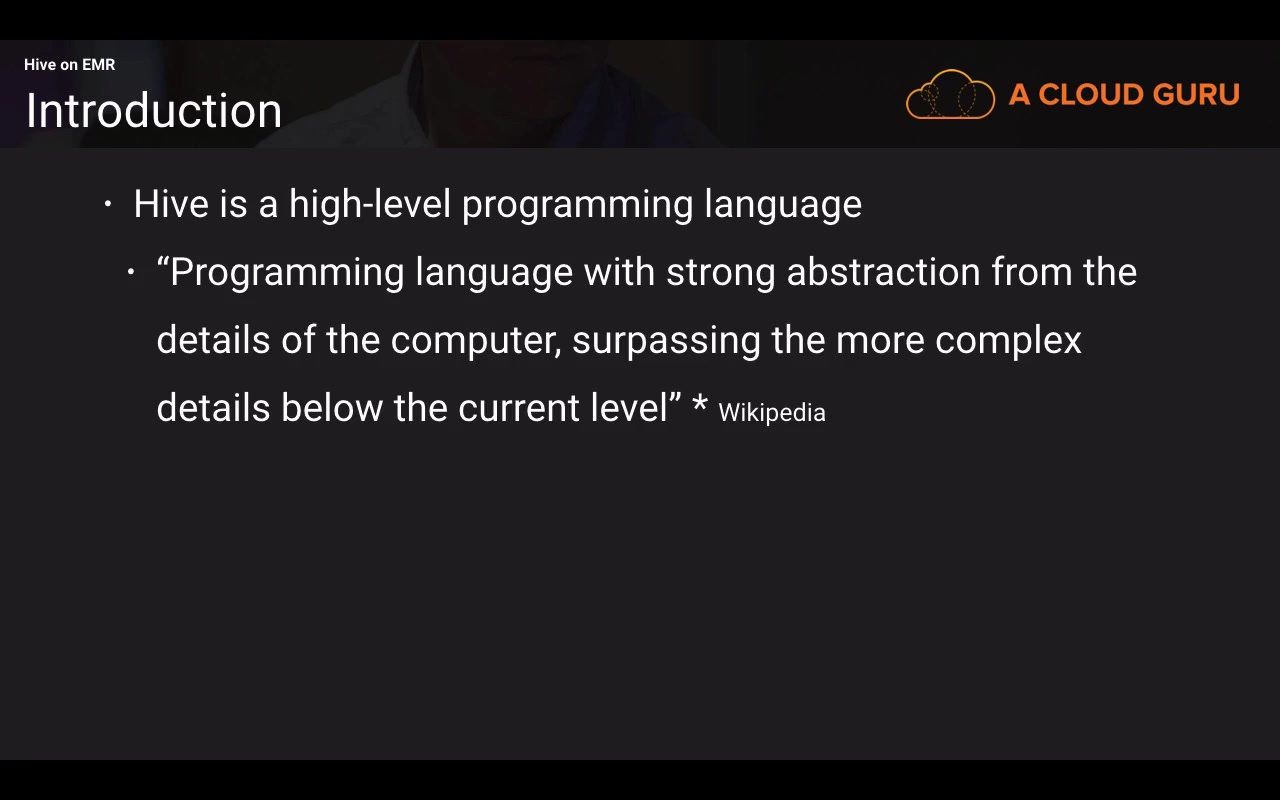 Hive on EMR
Introduction
A CLOUD GURU
• Hive is a high-level programming language
• “Programming language with strong abstraction from the
details of the computer, surpassing the more complex
details below the current level” * Wikipedia